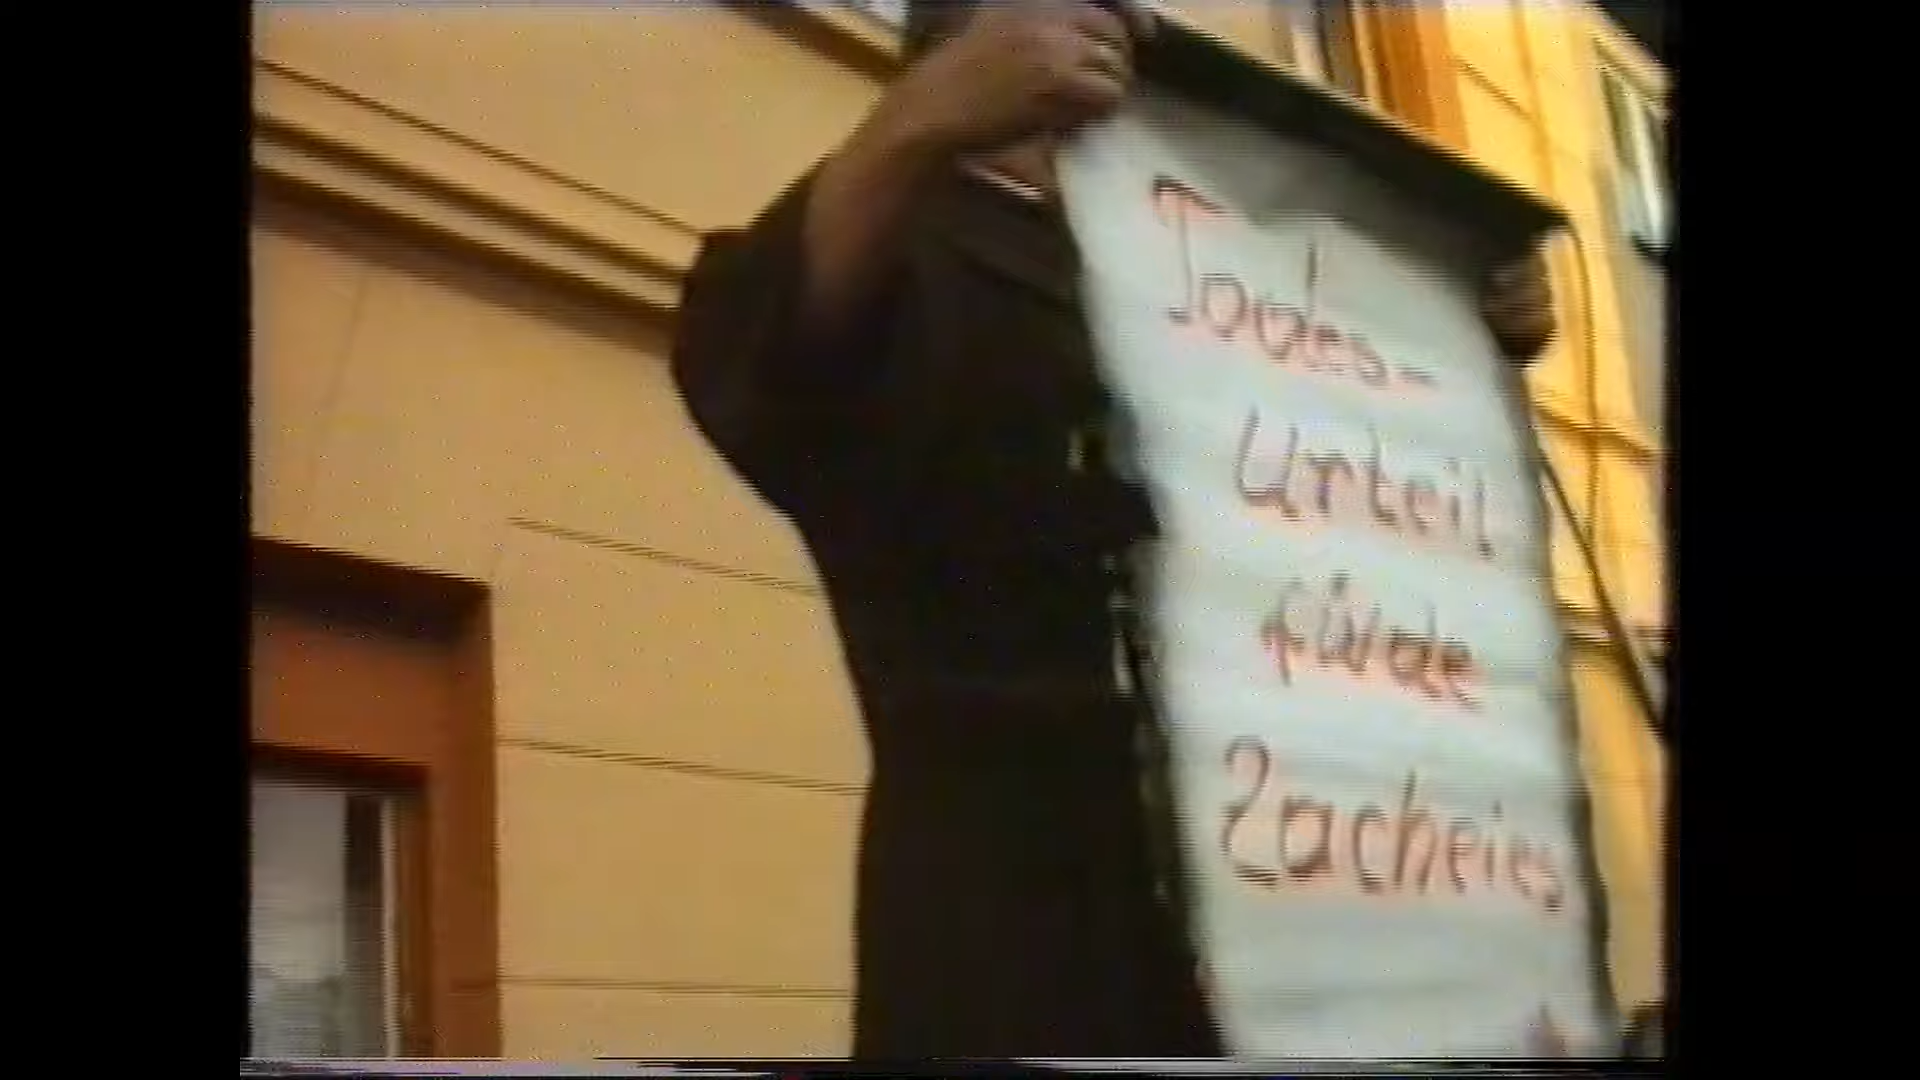 Todes-
Urteil
für de
Zacheies